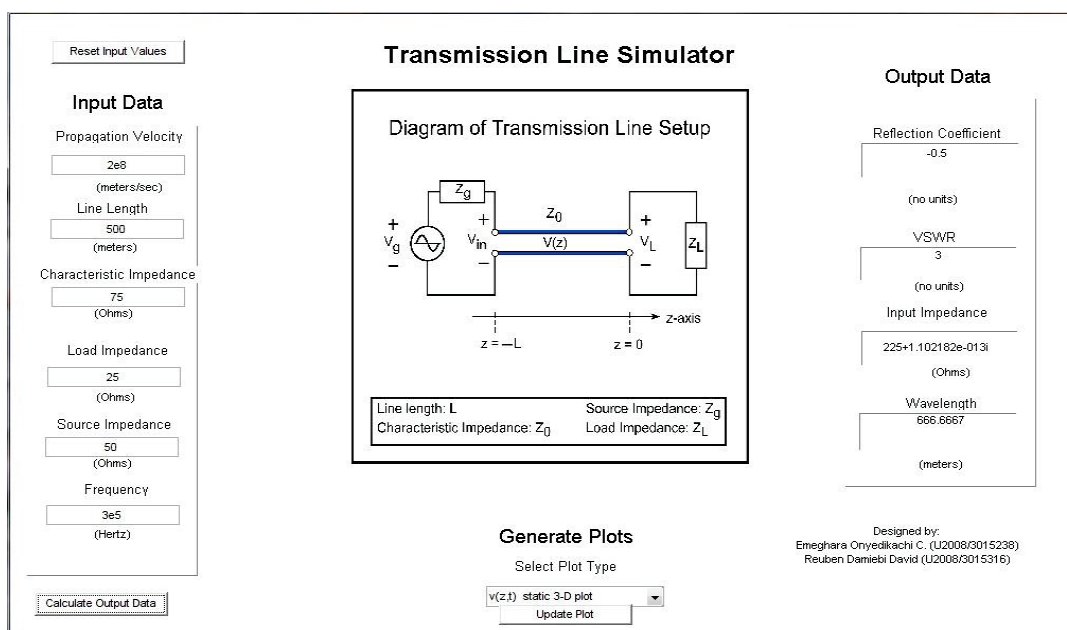 Reset Input Values
Transmission Line Simulator
Input Data
Propagation Velocity
2e8
(meters/sec)
Line Length
500
(meters)
Characteristic Impedance
75
(Ohms)
Load Impedance
25
(Ohms)
Source Impedance
50
(Ohms)
Frequency
3e5
(Hertz)
Calculate Output Data
Diagram of Transmission Line Setup
Zg
Z0
+
+
+
Vg
Vin
V(z)
VL
ZL
−
−
−
z-axis
z = −L
z = 0
Line length: L
Source Impedance: Zg
Characteristic Impedance: Z0
Load Impedance: ZL
Generate Plots
Select Plot Type
v(z,t) static 3-D plot
Update Plot
Output Data
Reflection Coefficient
-0.5
(no units)
VSWR
3
(no units)
Input Impedance
225+1.102182e-013i
(Ohms)
Wavelength
666.6667
(meters)
Designed by:
Emeghara Onyedikachi C. (U2008/3015238)
Reuben Damiebi David (U2008/3015316)